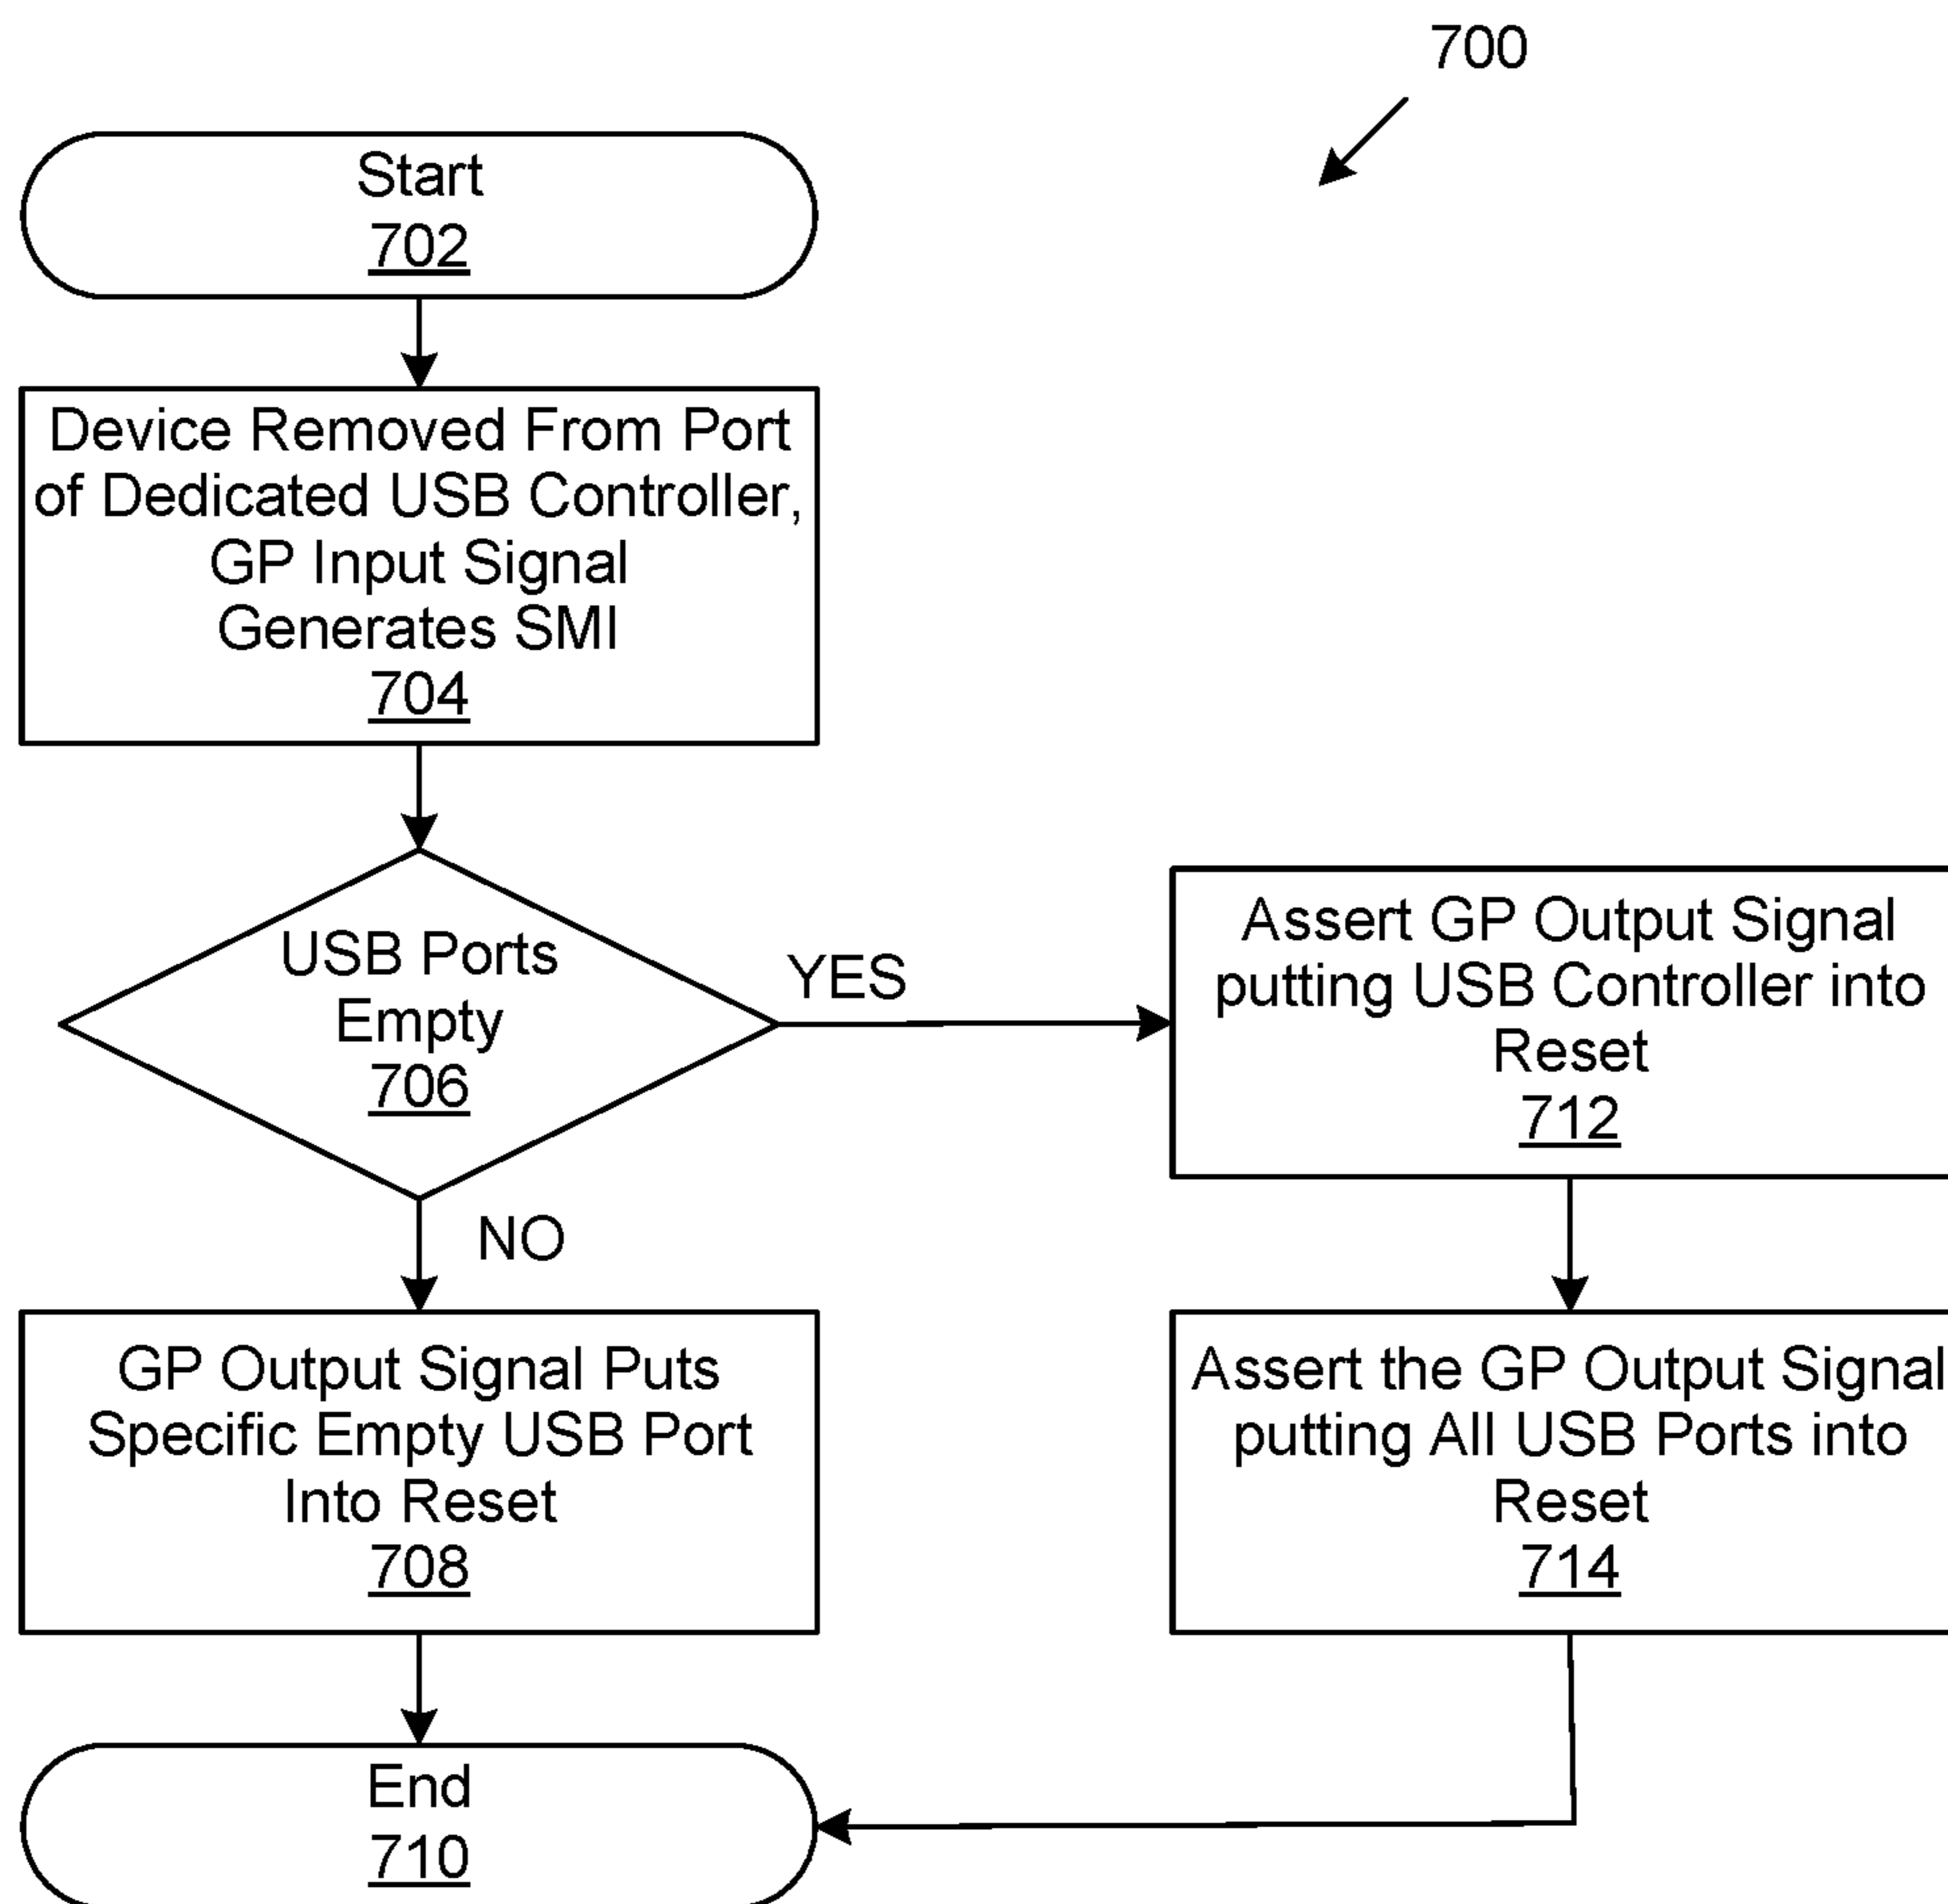 700
Start
702
Device Removed From Port
of Dedicated USB Controller,
GP Input Signal
Generates SMI
704
USB Ports
Empty
706
YES
NO
GP Output Signal Puts
Specific Empty USB Port
Into Reset
708
End
710
Assert GP Output Signal
putting USB Controller into
Reset
712
Assert the GP Output Signal
putting All USB Ports into
Reset
714